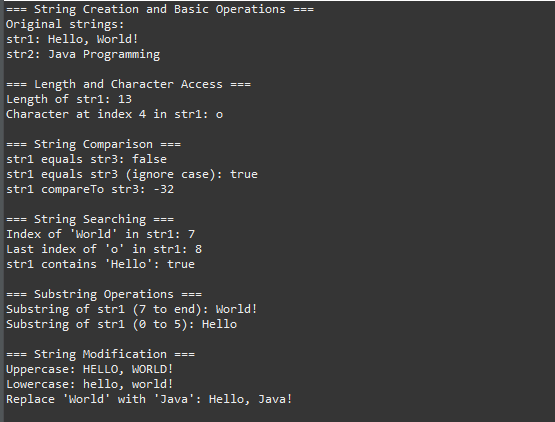 === String Creation and Basic Operations ===
Original strings:
str1: Hello, World!
str2: Java Programming
=== Length and Character Access ===
Length of str1: 13
Character at index 4 in str1: o
=== String Comparison ===
str1 equals str3: false
str1 equals str3 (ignore case): true
str1 compareTo str3: -32
=== String Searching ===
Index of 'World' in str1: 7
Last index of 'o' in str1: 8
str1 contains 'Hello': true
=== Substring Operations ===
Substring of str1 (7 to end): World!
Substring of str1 (0 to 5): Hello
=== String Modification ===
Uppercase: HELLO, WORLD!
Lowercase: hello, world!
Replace 'World' with 'Java': Hello, Java!